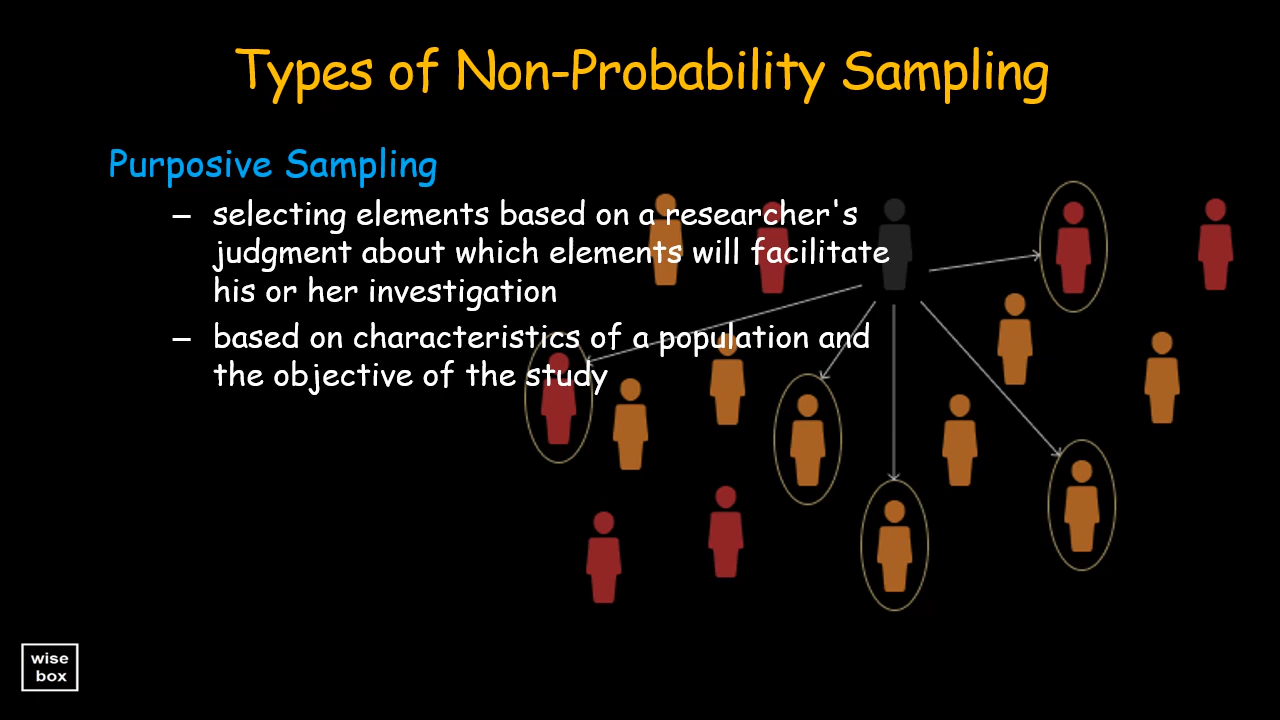 Types of Non-Probability Sampling
Purposive Sampling
– selecting elements based on a researcher's
judgment about which elements will facilitate
his or her investigation
– based on characteristics of a population and
the objective of the study
wise
box